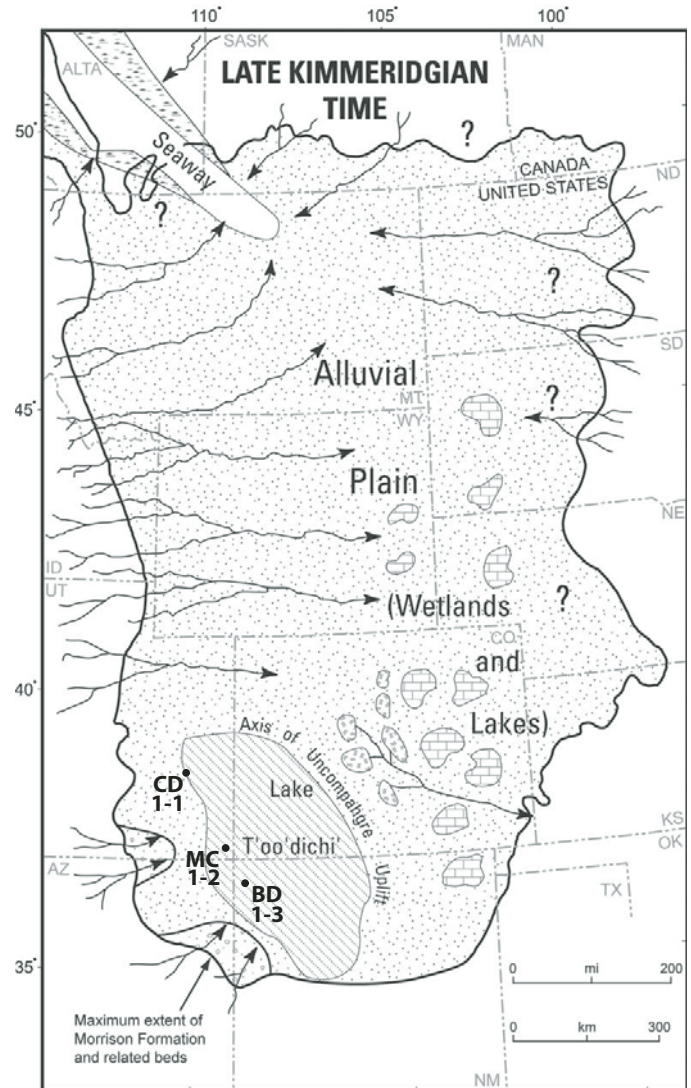 110° 105° 100°
SASK MAN
ALTA
LATE KIMMERIDGIAN
TIME
50°
?
Seaway
CANADA
UNITED STATES
ND
?
?
SD
Alluvial
45°
MT
WY
?
Plain
NE
ID
UT
?
(Wetlands
CO
and
40°
Lakes)
Axis of Uncompahgre Uplift
CD
1-1
Lake
T'oo'dichi'
KS
OK
AZ
MC
1-2
BD
1-3
TX
35°
0 mi 200
Maximum extent of
Morrison Formation
and related beds
0 km 300
NM